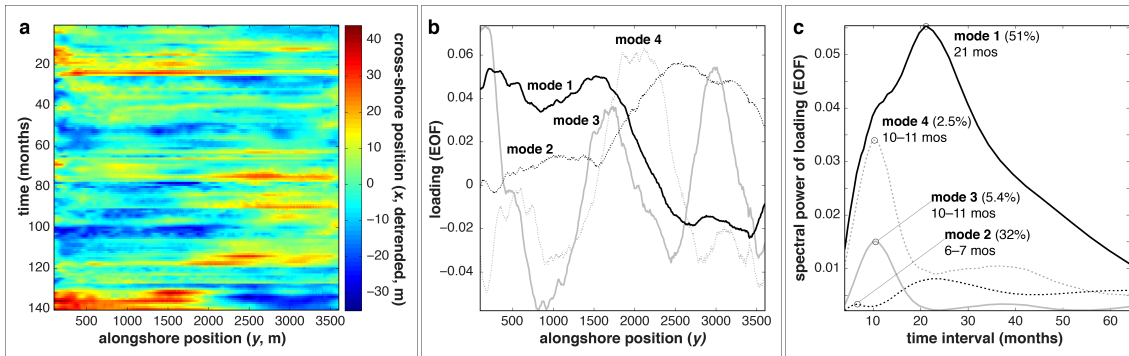 a
20
40
60
80
100
120
140
time (months)
500 1000 1500 2000 2500 3000 3500
alongshore position (y, m)
40
30
20
10
0
−10
−20
−30
cross-shore position (x, detrended, m)
b
0.06
0.04
0.02
0
−0.02
−0.04
loading (EOF)
mode 4
mode 1
mode 3
mode 2
500 1000 1500 2000 2500 3000 3500
alongshore position (y)
c
0.05
0.04
0.03
0.02
0.01
spectral power of loading (EOF)
mode 1 (51%)
21 mos
mode 4 (2.5%)
10–11 mos
mode 3 (5.4%)
10–11 mos
mode 2 (32%)
6–7 mos
10 20 30 40 50 60
time interval (months)